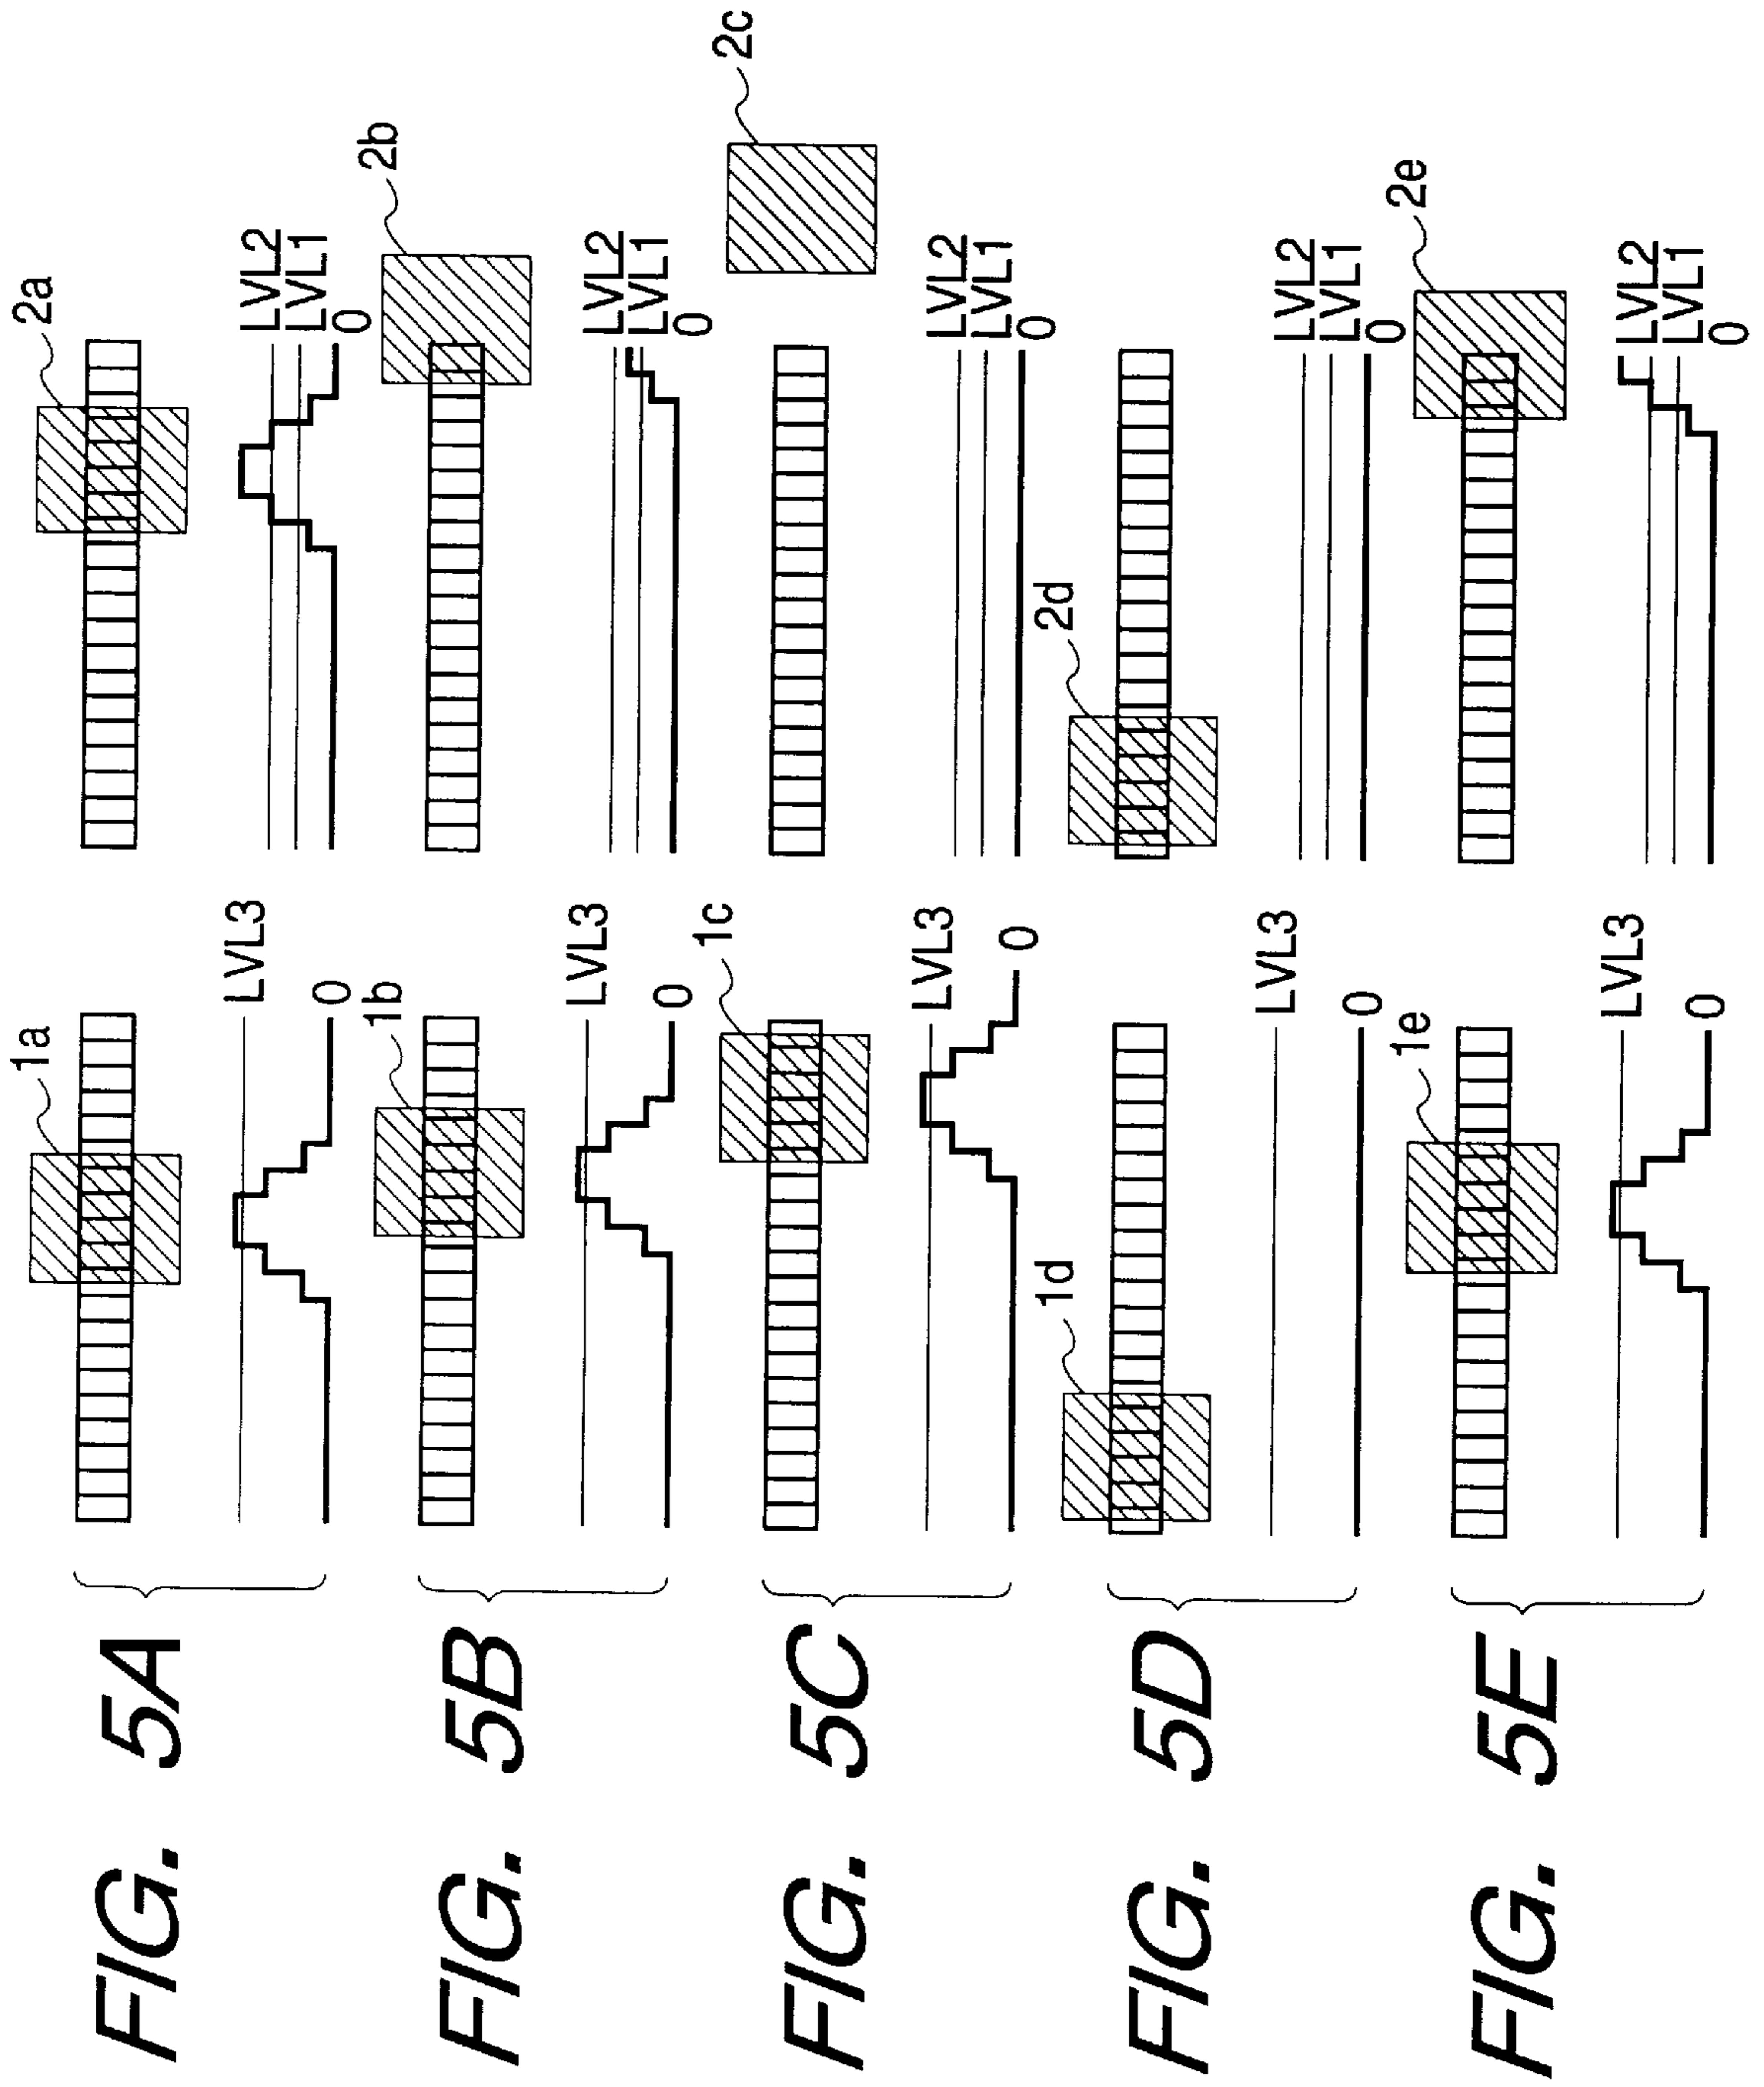 FIG. 5A
1a
2a
LVL3
0
LVL2
LVL1
0
FIG. 5B
1b
2b
LVL3
0
LVL2
LVL1
0
FIG. 5C
1c
2c
LVL3
0
LVL2
LVL1
0
FIG. 5D
1d
2d
LVL3
0
LVL2
LVL1
0
FIG. 5E
1e
2e
LVL3
0
LVL2
LVL1
0